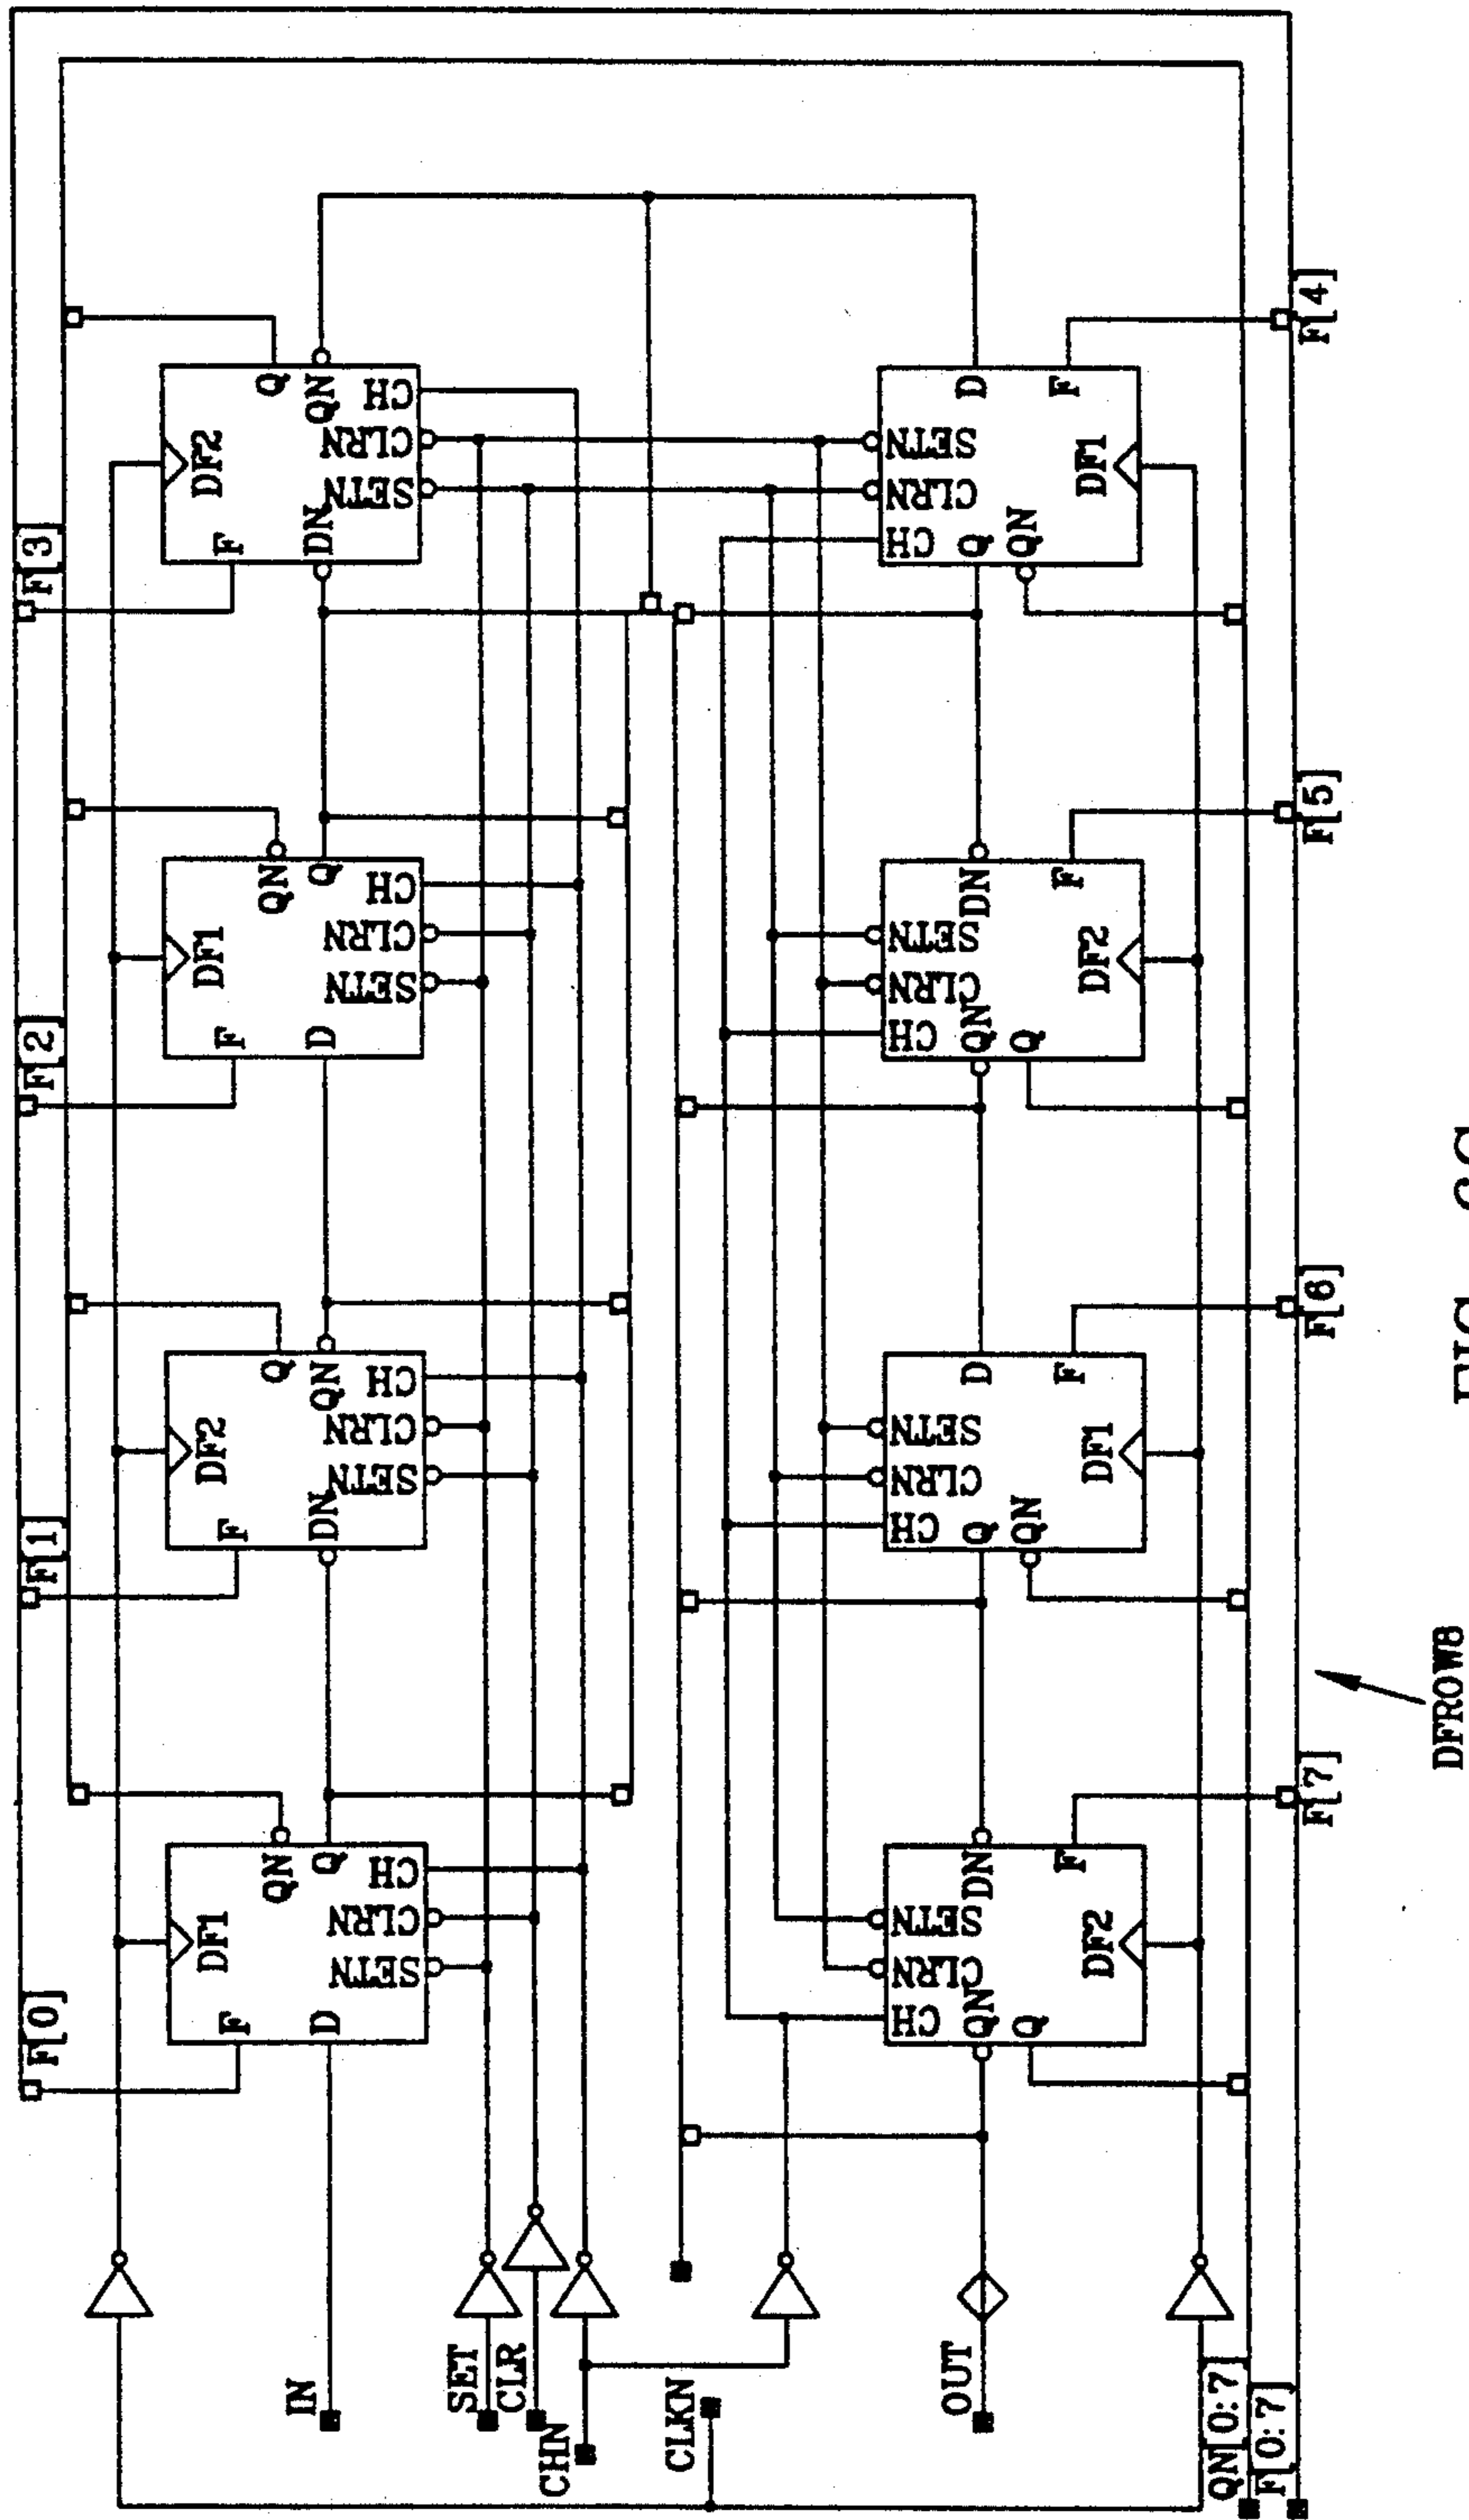 F[0]
F[1]
F[2]
F[3]
DF1
F
QN
D
Q
SETN
CLRN
CH
DF2
F
Q
DN
QN
SETN
CLRN
CH
DF1
F
QN
D
Q
SETN
CLRN
CH
DF2
F
Q
DN
QN
SETN
CLRN
CH
IN
SET
CLR
CHN
CLKN
OUT
QN[0:7]
F[0:7]
CH
CLRN
SETN
QN
DN
Q
F
DF2
CH
CLRN
SETN
Q
D
QN
F
DF1
CH
CLRN
SETN
QN
DN
Q
F
DF2
CH
CLRN
SETN
Q
D
QN
F
DF1
F[7]
F[6]
F[5]
F[4]
DFROW8
FIG